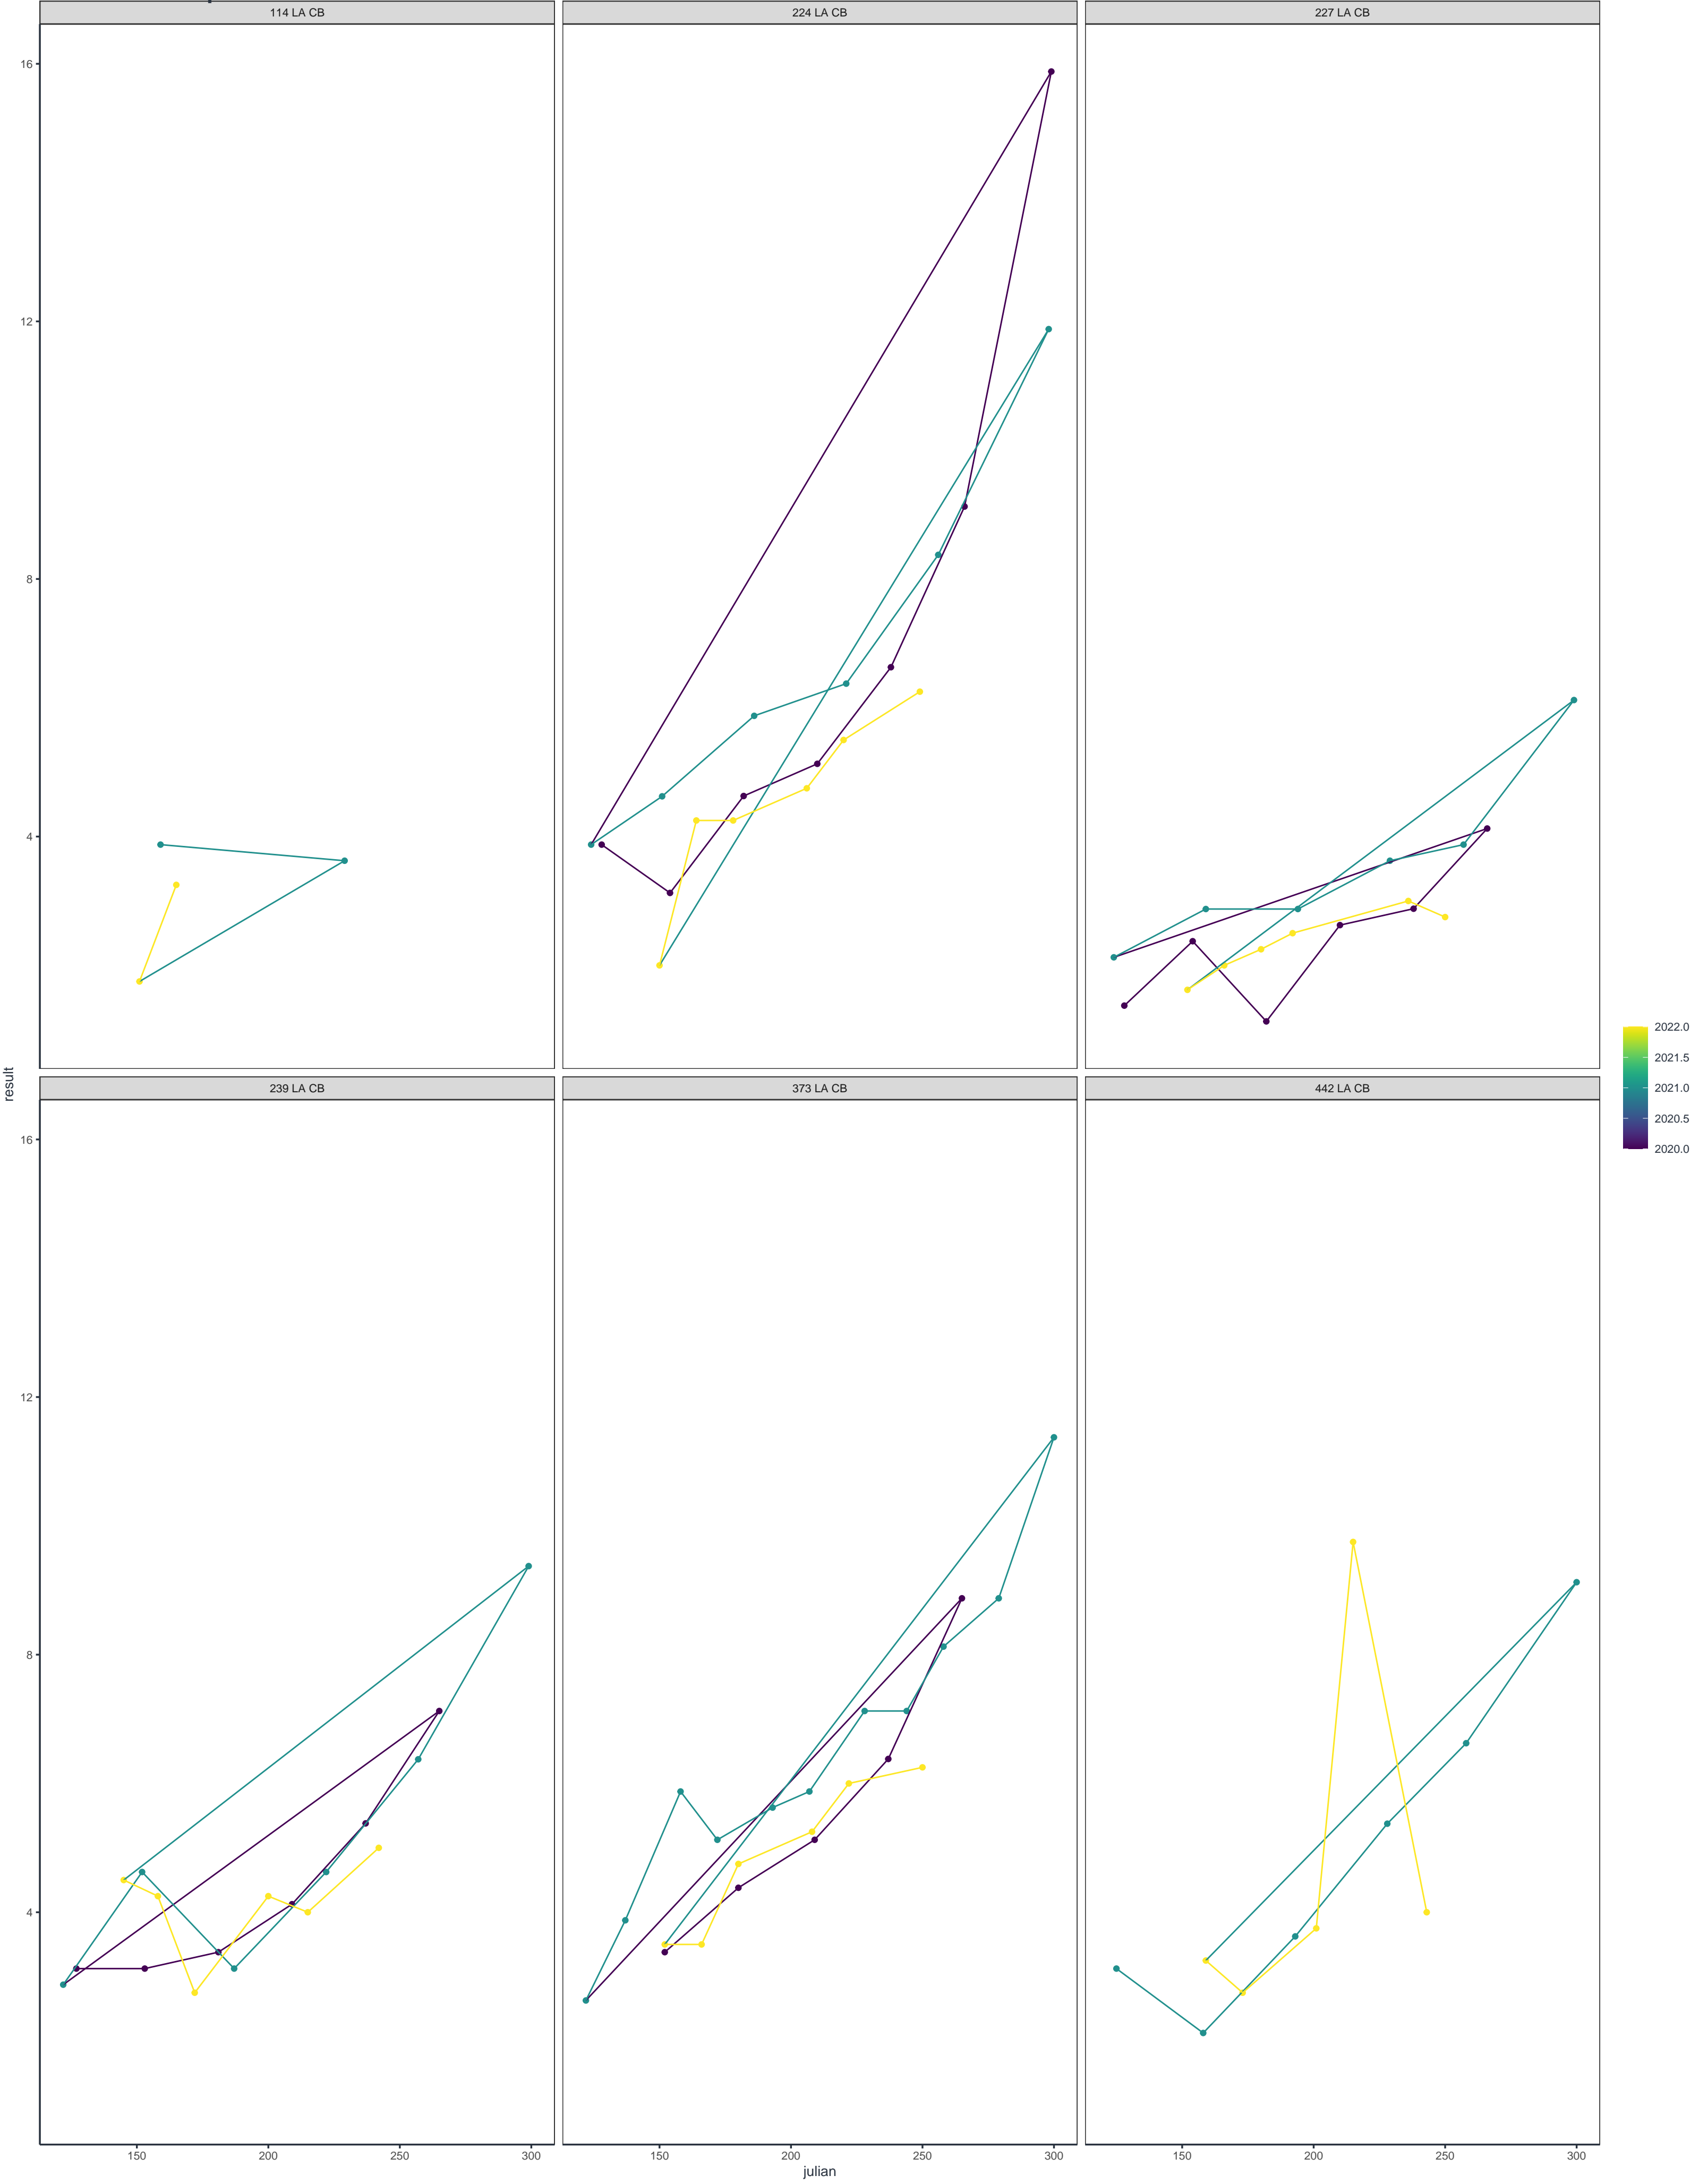 114 LA CB
224 LA CB
227 LA CB
16
12
8
4
239 LA CB
373 LA CB
442 LA CB
16
12
8
4
150 200 250 300
150 200 250 300
150 200 250 300
julian
result
2022.0
2021.5
2021.0
2020.5
2020.0